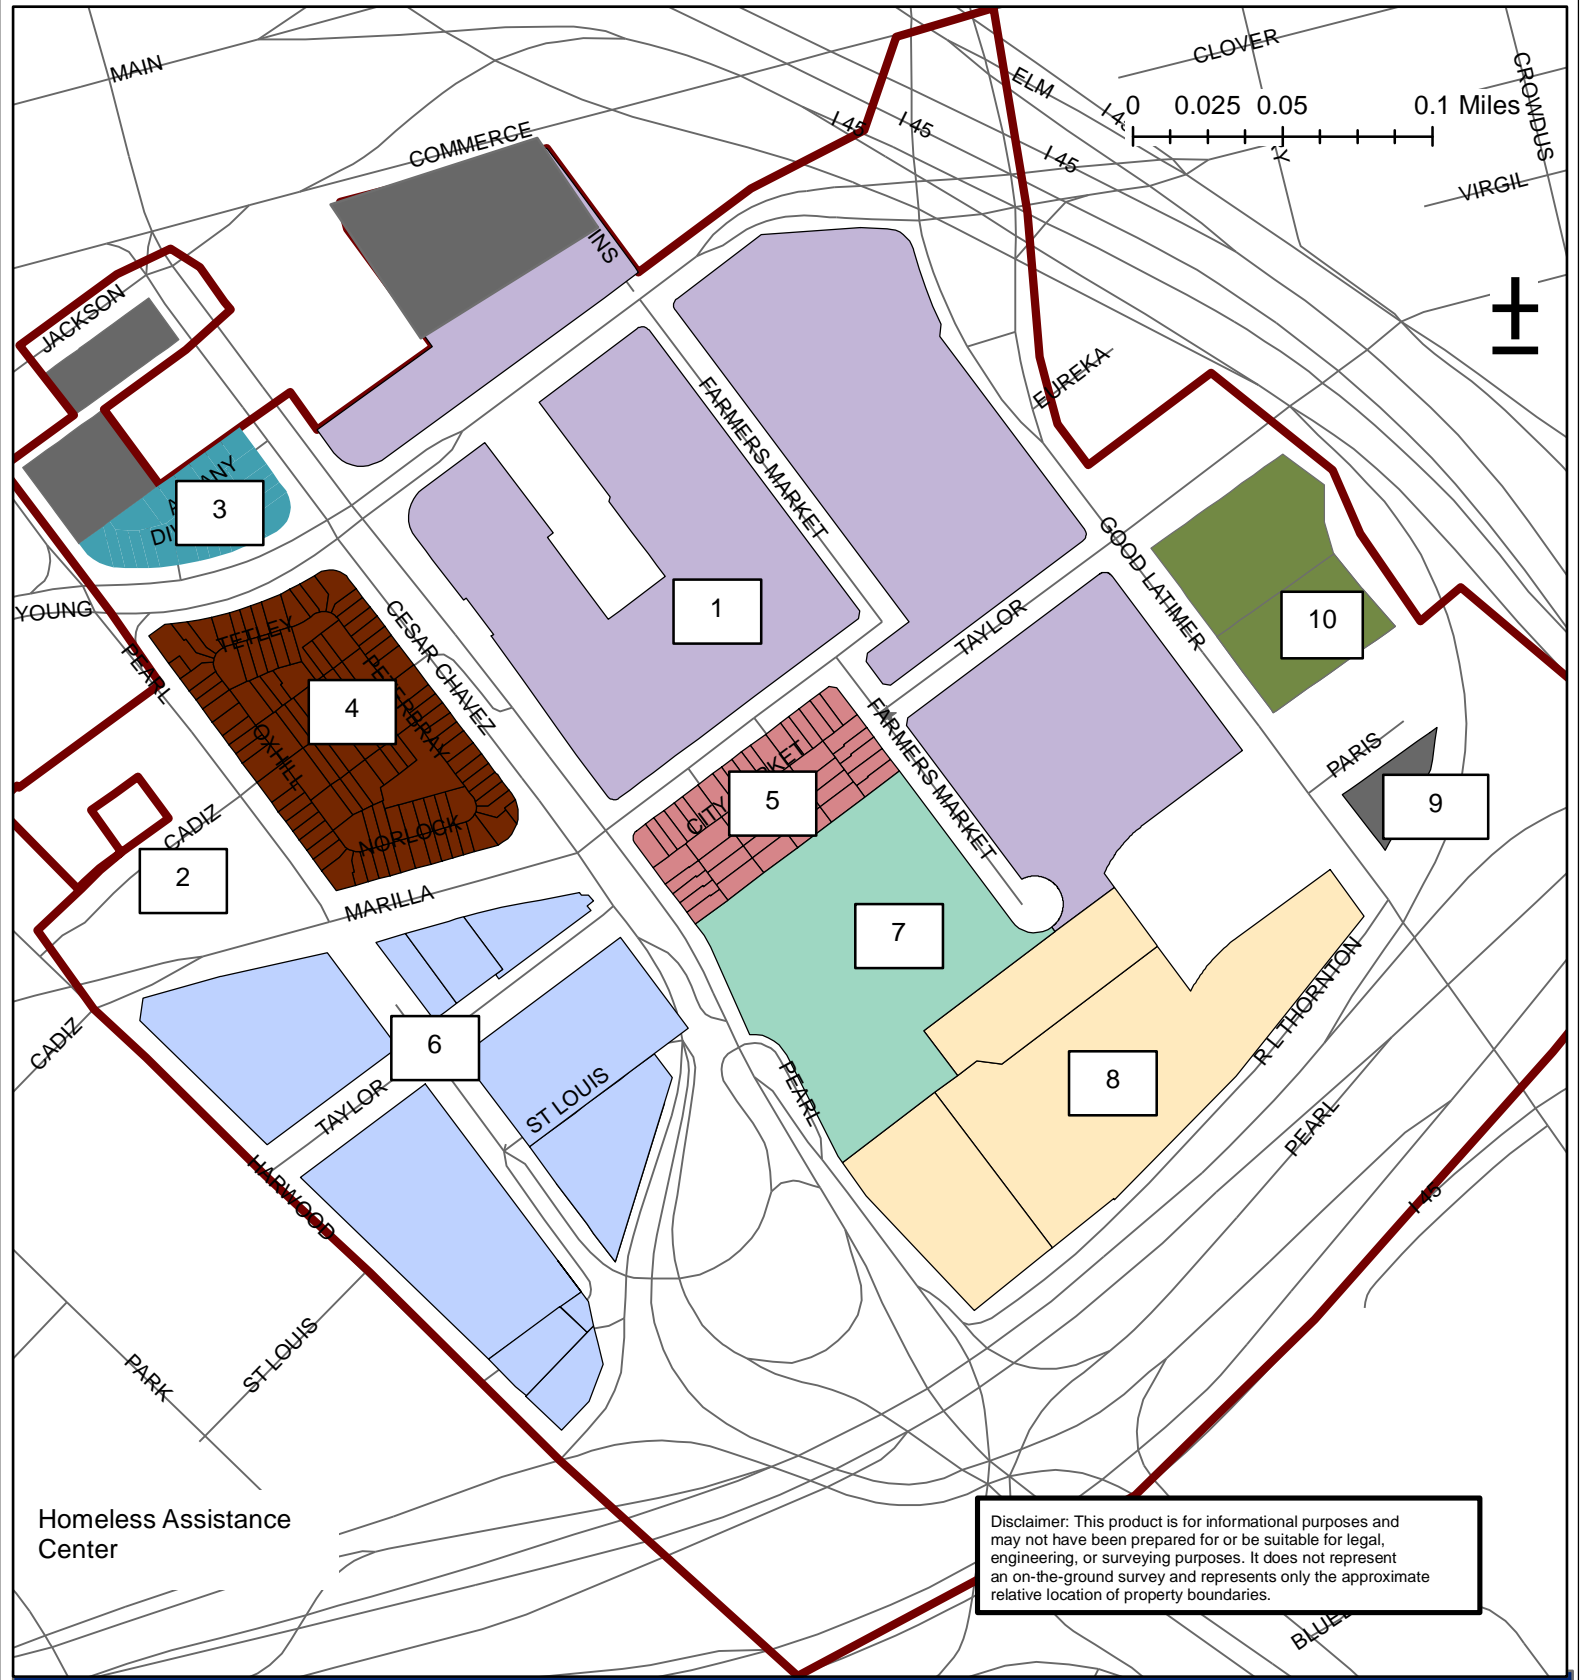 MAIN
CLOVER
CROWDUS
ELM
0 0.025 0.05 0.1 Miles
I 45
I 45
I 45
COMMERCE
VIRGIL
JACKSON
EUREKA
FARMERS MARKET
3
YOUNG
TETLEY
CESAR CHAVEZ
1
GOOD LATIMER
TAYLOR
10
PEARL
4
PETERBRAY
OXHILL
FARMERS MARKET
CITY
5
PARIS
9
CADIZ
NORLOCK
2
MARILLA
7
R L THORNTON
CADIZ
6
TAYLOR
ST LOUIS
PEARL
8
PEARL
HARWOOD
I 45
PARK
ST LOUIS
Homeless Assistance
Center
Disclaimer: This product is for informational purposes and
may not have been prepared for or be suitable for legal,
engineering, or surveying purposes. It does not represent
an on-the-ground survey and represents only the approximate
relative location of property boundaries.